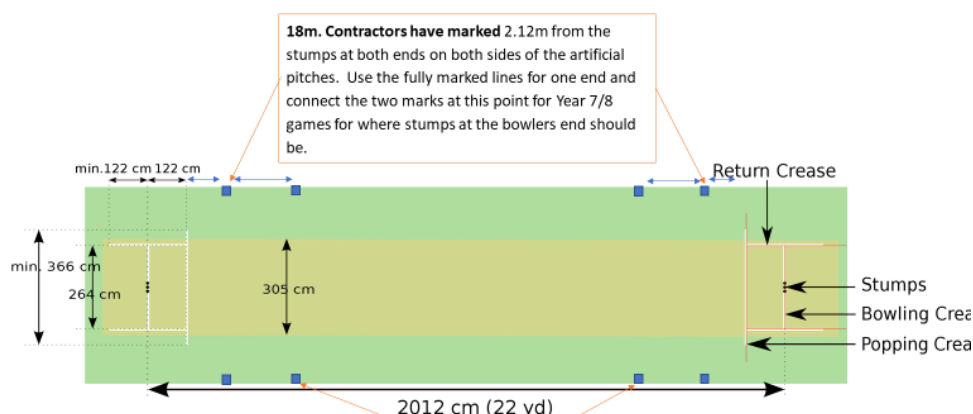 18m. Contractors have marked 2.12m from the
stumps at both ends on both sides of the artificial
pitches. Use the fully marked lines for one end and
connect the two marks at this point for Year 7/8
games for where stumps at the bowlers end should
be.
min.122 cm 122 cm
Return Crease
min. 366 cm
264 cm
305 cm
Stumps
Bowling Crea
Popping Crea
2012 cm (22 yd)